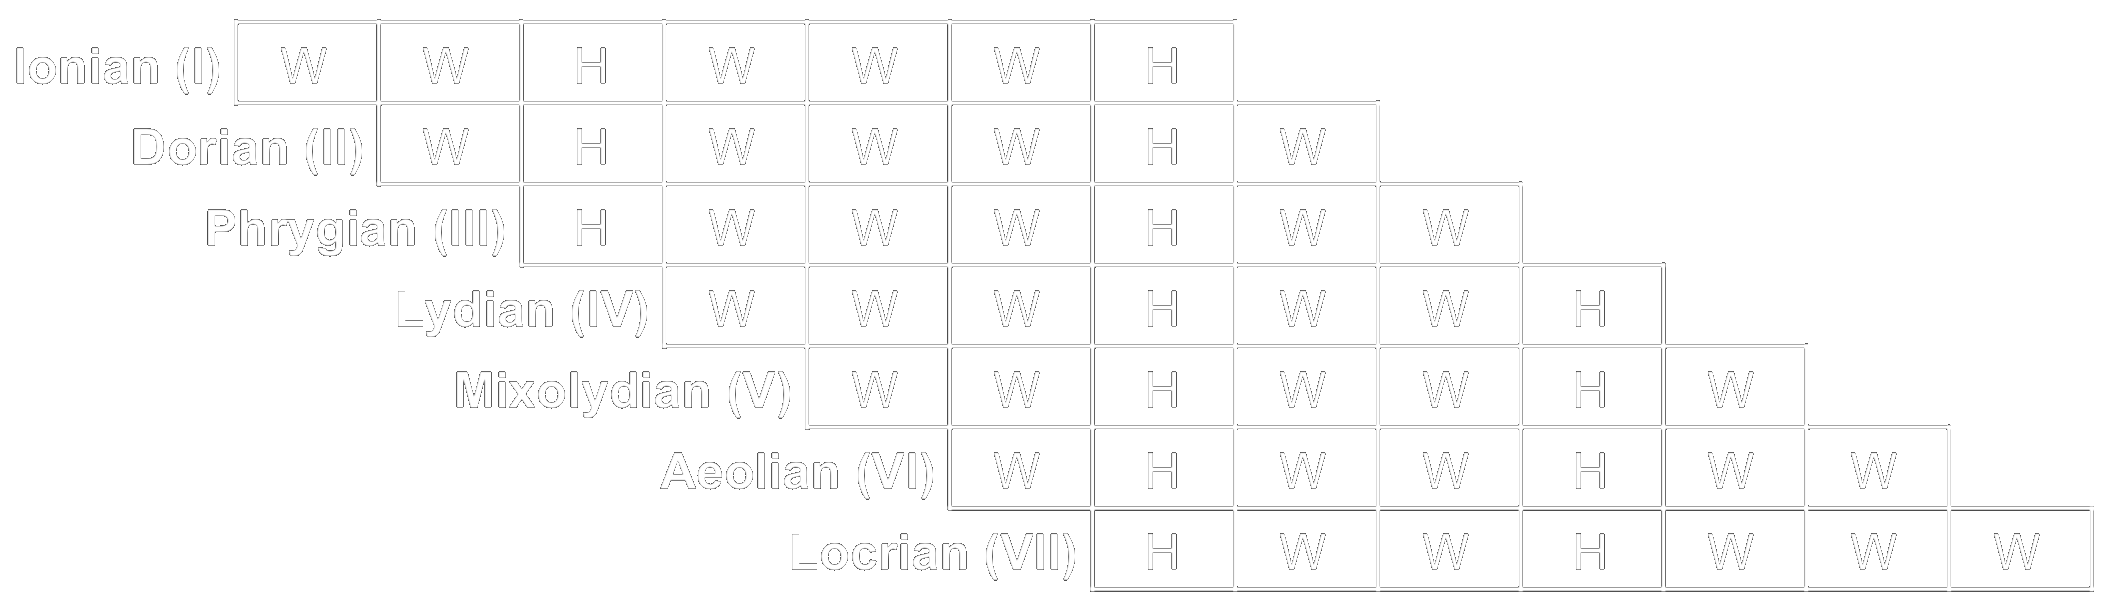 Ionian (I) W W H W W W H
Dorian (II) W H W W W H W
Phrygian (III) H W W W H W W
Lydian (IV) W W W H W W H
Mixolydian (V) W W H W W H W
Aeolian (VI) W H W W H W W
Locrian (VII) H W W H W W W